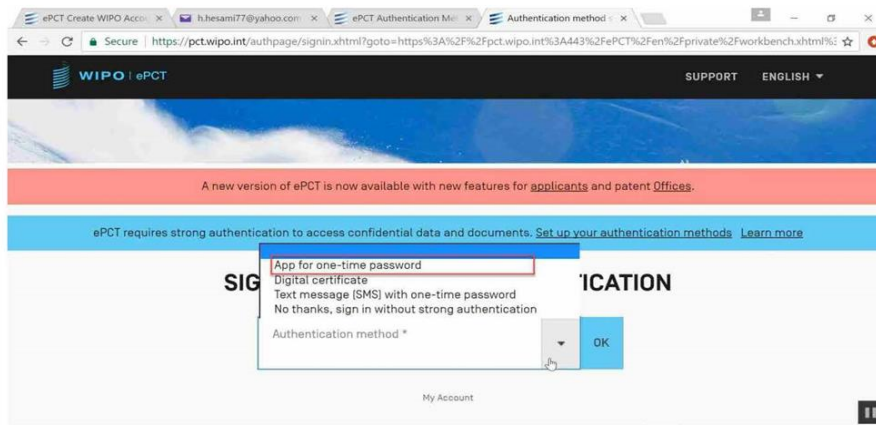 ePCT Create WIPO Acco
h.hesami77@yahoo.com
ePCT Authentication Me
Authentication method s
Secure | https://pct.wipo.int/authpage/signin.xhtml?goto=https%3A%2F%2Fpct.wipo.int%3A443%2FePCT%2Fen%2Fprivate%2Fworkbench.xhtml%3
WIPO | ePCT
SUPPORT ENGLISH
A new version of ePCT is now available with new features for applicants and patent Offices.
ePCT requires strong authentication to access confidential data and documents. Set up your authentication methods Learn more
App for one-time password
SIG ICATION
Digital certificate
Text message (SMS) with one-time password
No thanks, sign in without strong authentication
Authentication method *
OK
My Account